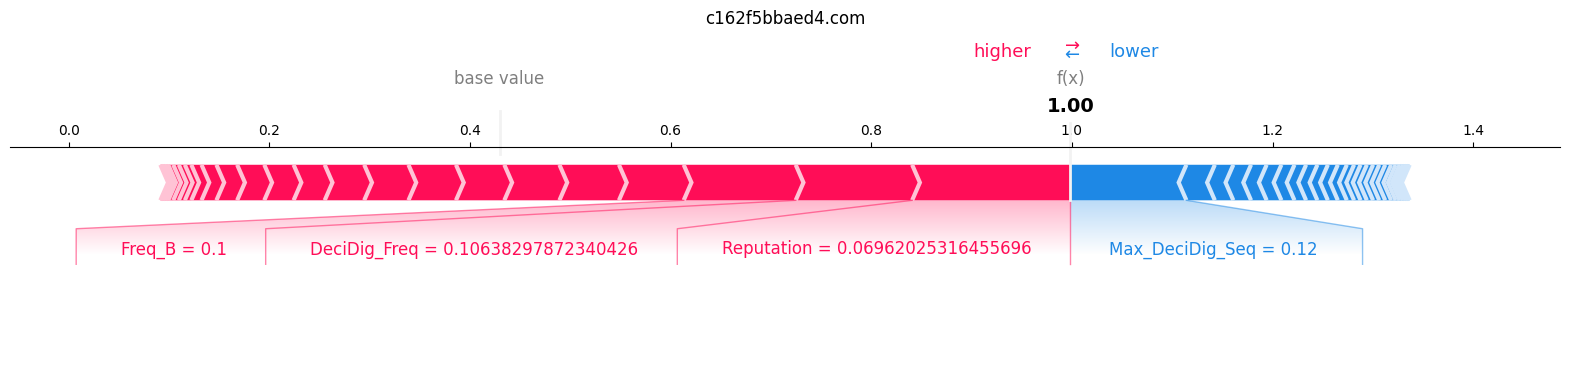 c162f5bbaed4.com
higher ⇄ lower
base value f(x)
1.00
0.0 0.2 0.4 0.6 0.8 1.0 1.2 1.4
Freq_B = 0.1 DeciDig_Freq = 0.10638297872340426 Reputation = 0.06962025316455696 Max_DeciDig_Seq = 0.12